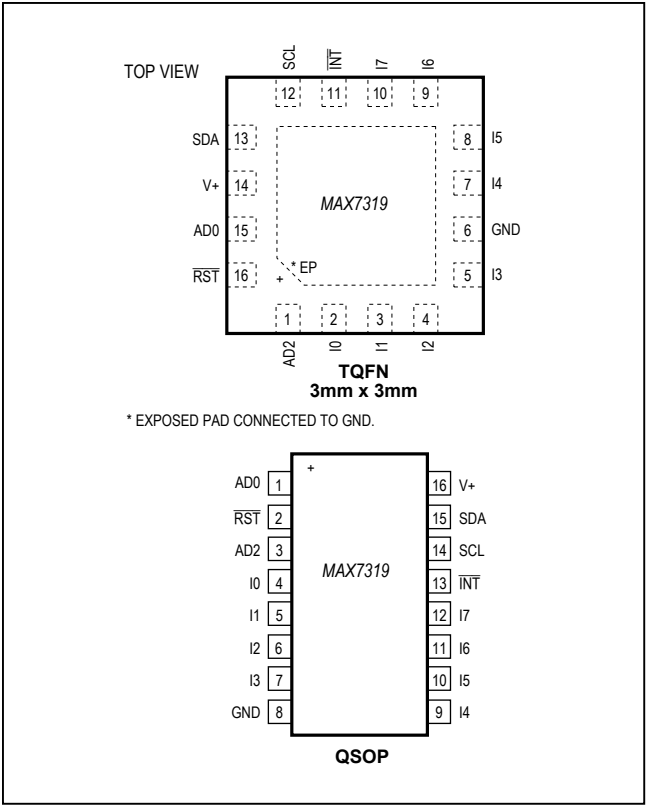 TOP VIEW
SCL
INT
I7
I6
12
11
10
9
SDA 13
8 I5
V+ 14
7 I4
MAX7319
AD0 15
6 GND
RST 16
* EP
+
5 I3
1
2
3
4
AD2
I0
I1
I2
TQFN
3mm x 3mm
* EXPOSED PAD CONNECTED TO GND.
+
AD0 1
16 V+
RST 2
15 SDA
AD2 3
14 SCL
MAX7319
I0 4
13 INT
I1 5
12 I7
I2 6
11 I6
I3 7
10 I5
GND 8
9 I4
QSOP